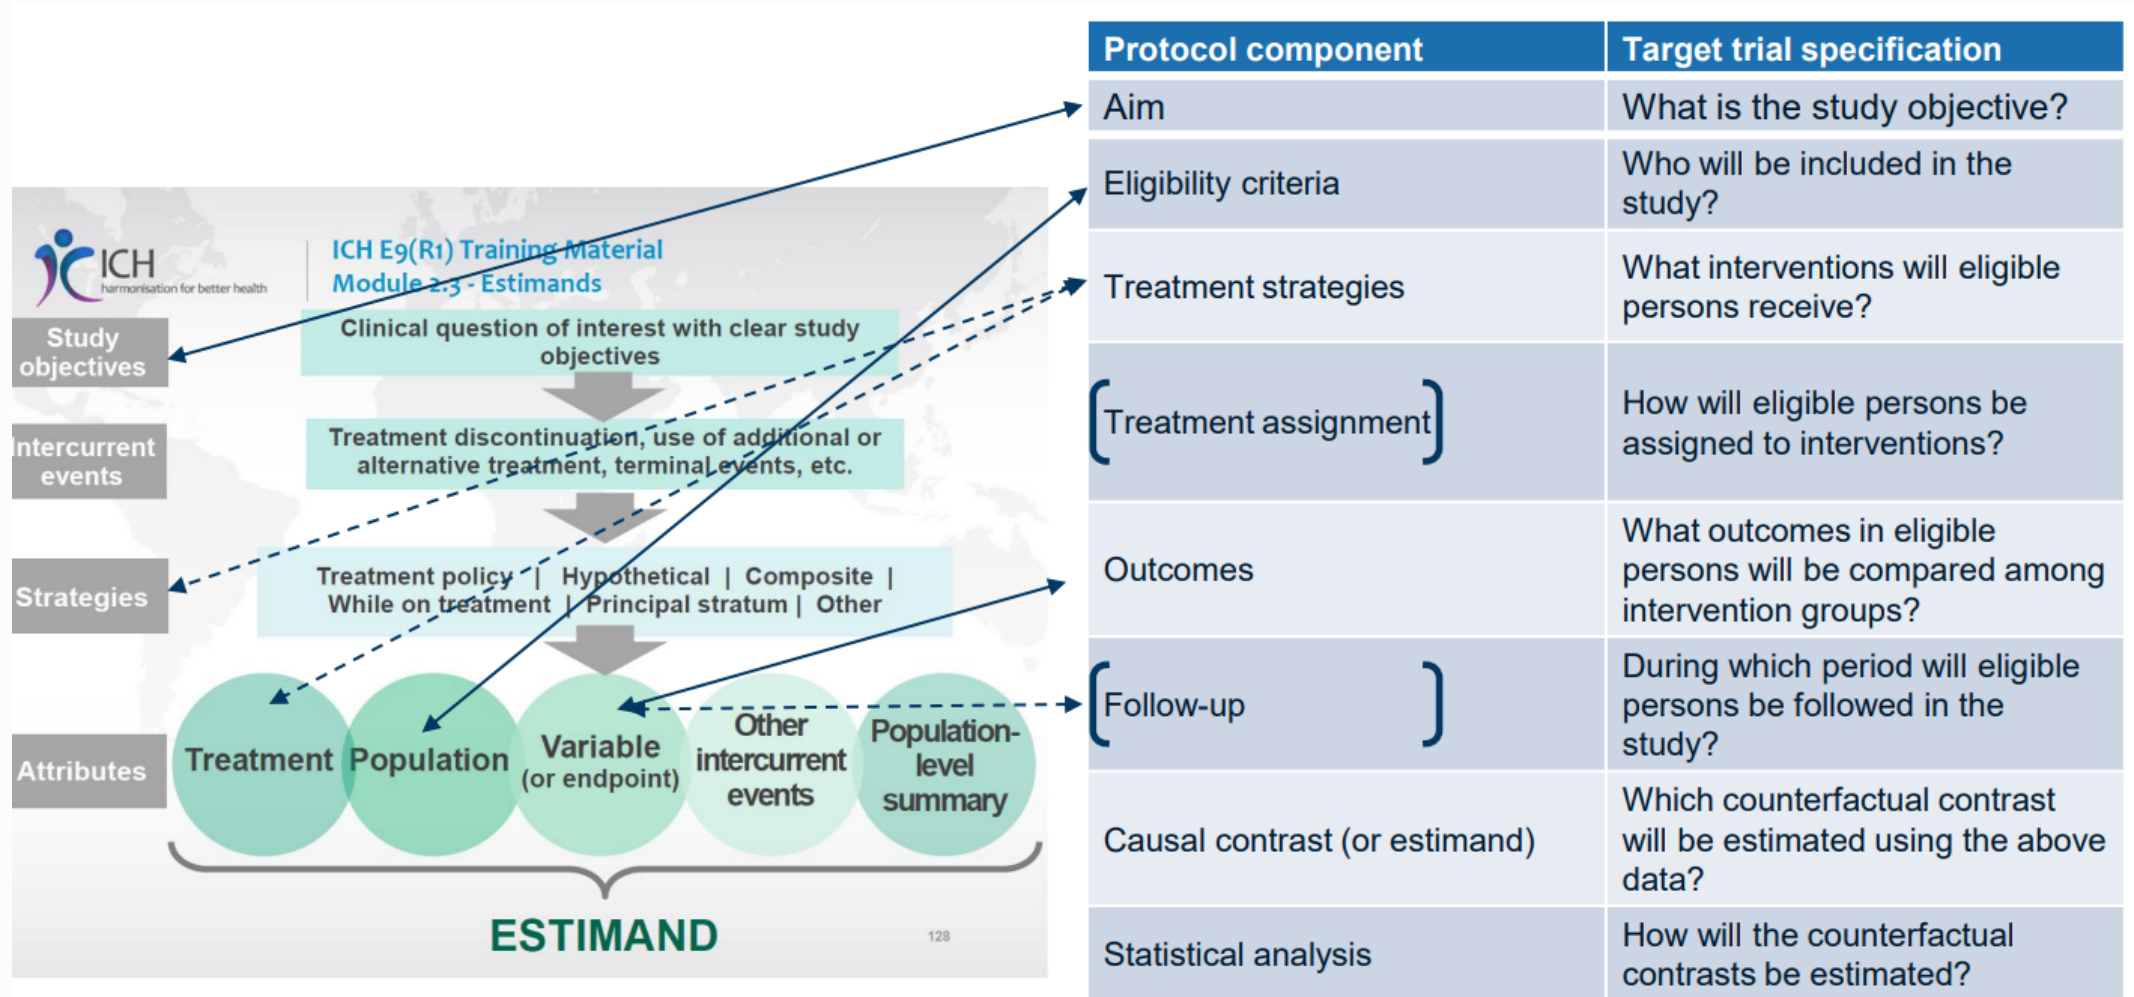 ICH
harmonisation for better health
ICH E9(R1) Training Material
Module 2.3 - Estimands
Study
objectives
Clinical question of interest with clear study
objectives
ntercurrent
events
Treatment discontinuation, use of additional or
alternative treatment, terminal events, etc.
Strategies
Treatment policy | Hypothetical | Composite |
While on treatment | Principal stratum | Other
Attributes
Treatment
Population
Variable
(or endpoint)
Other
intercurrent
events
Population-
level
summary
ESTIMAND
128
Protocol component
Target trial specification
Aim
What is the study objective?
Eligibility criteria
Who will be included in the
study?
Treatment strategies
What interventions will eligible
persons receive?
Treatment assignment
How will eligible persons be
assigned to interventions?
Outcomes
What outcomes in eligible
persons will be compared among
intervention groups?
Follow-up
During which period will eligible
persons be followed in the
study?
Causal contrast (or estimand)
Which counterfactual contrast
will be estimated using the above
data?
Statistical analysis
How will the counterfactual
contrasts be estimated?